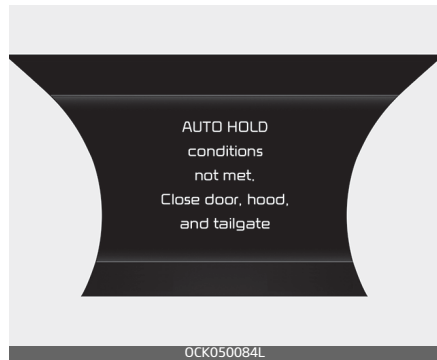 AUTO HOLD
conditions
not met.
Close door, hood,
and tailgate
OCK050084L